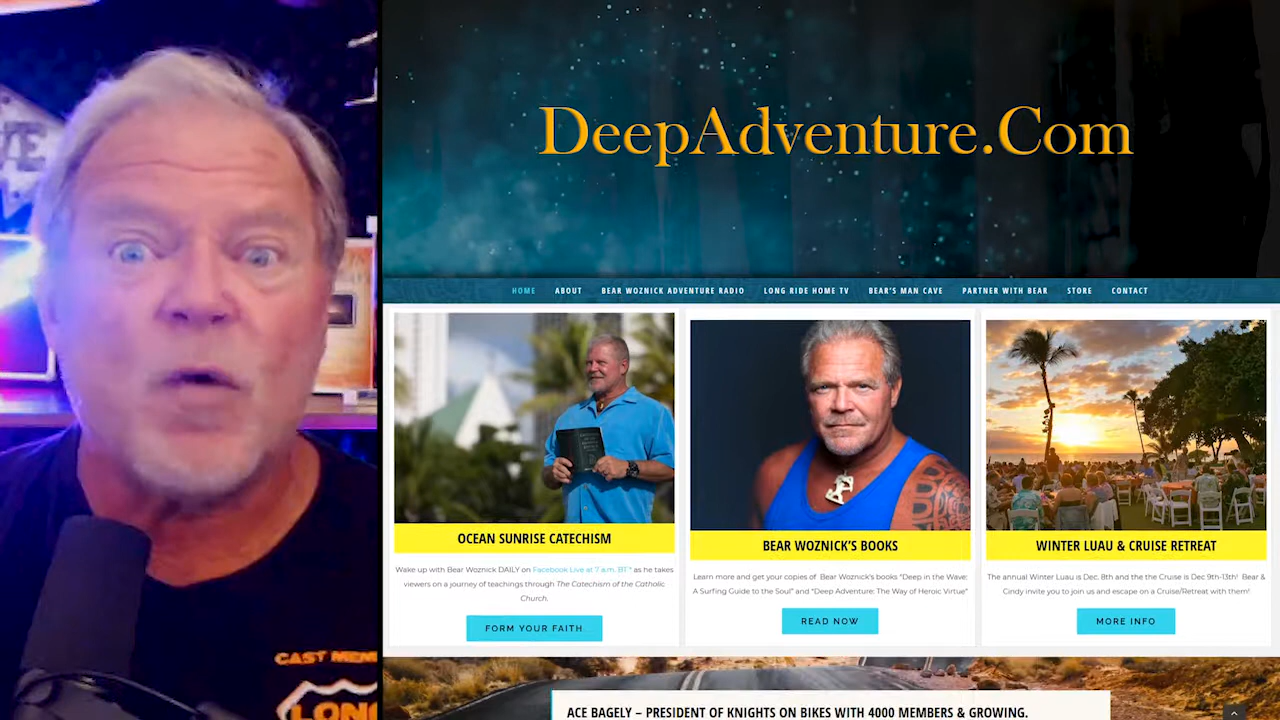 DeepAdventure.Com
HOME ABOUT BEAR WOZNICK ADVENTURE RADIO LONG RIDE HOME TV BEAR'S MAN CAVE PARTNER WITH BEAR STORE CONTACT
OCEAN SUNRISE CATECHISM
Wake up with Bear Woznick DAILY on Facebook Live at 7 a.m. BT* as he takes
viewers on a journey of teachings through The Catechism of the Catholic
Church.
FORM YOUR FAITH
BEAR WOZNICK'S BOOKS
Learn more and get your copies of Bear Woznick's books "Deep in the Wave:
A Surfing Guide to the Soul" and "Deep Adventure: The Way of Heroic Virtue"
READ NOW
WINTER LUAU & CRUISE RETREAT
The annual Winter Luau is Dec. 8th and the the Cruise is Dec 9th-13th! Bear &
Cindy invite you to join us and escape on a Cruise/Retreat with them!
MORE INFO
ACE BAGELY – PRESIDENT OF KNIGHTS ON BIKES WITH 4000 MEMBERS & GROWING.
CAST MEM
LON